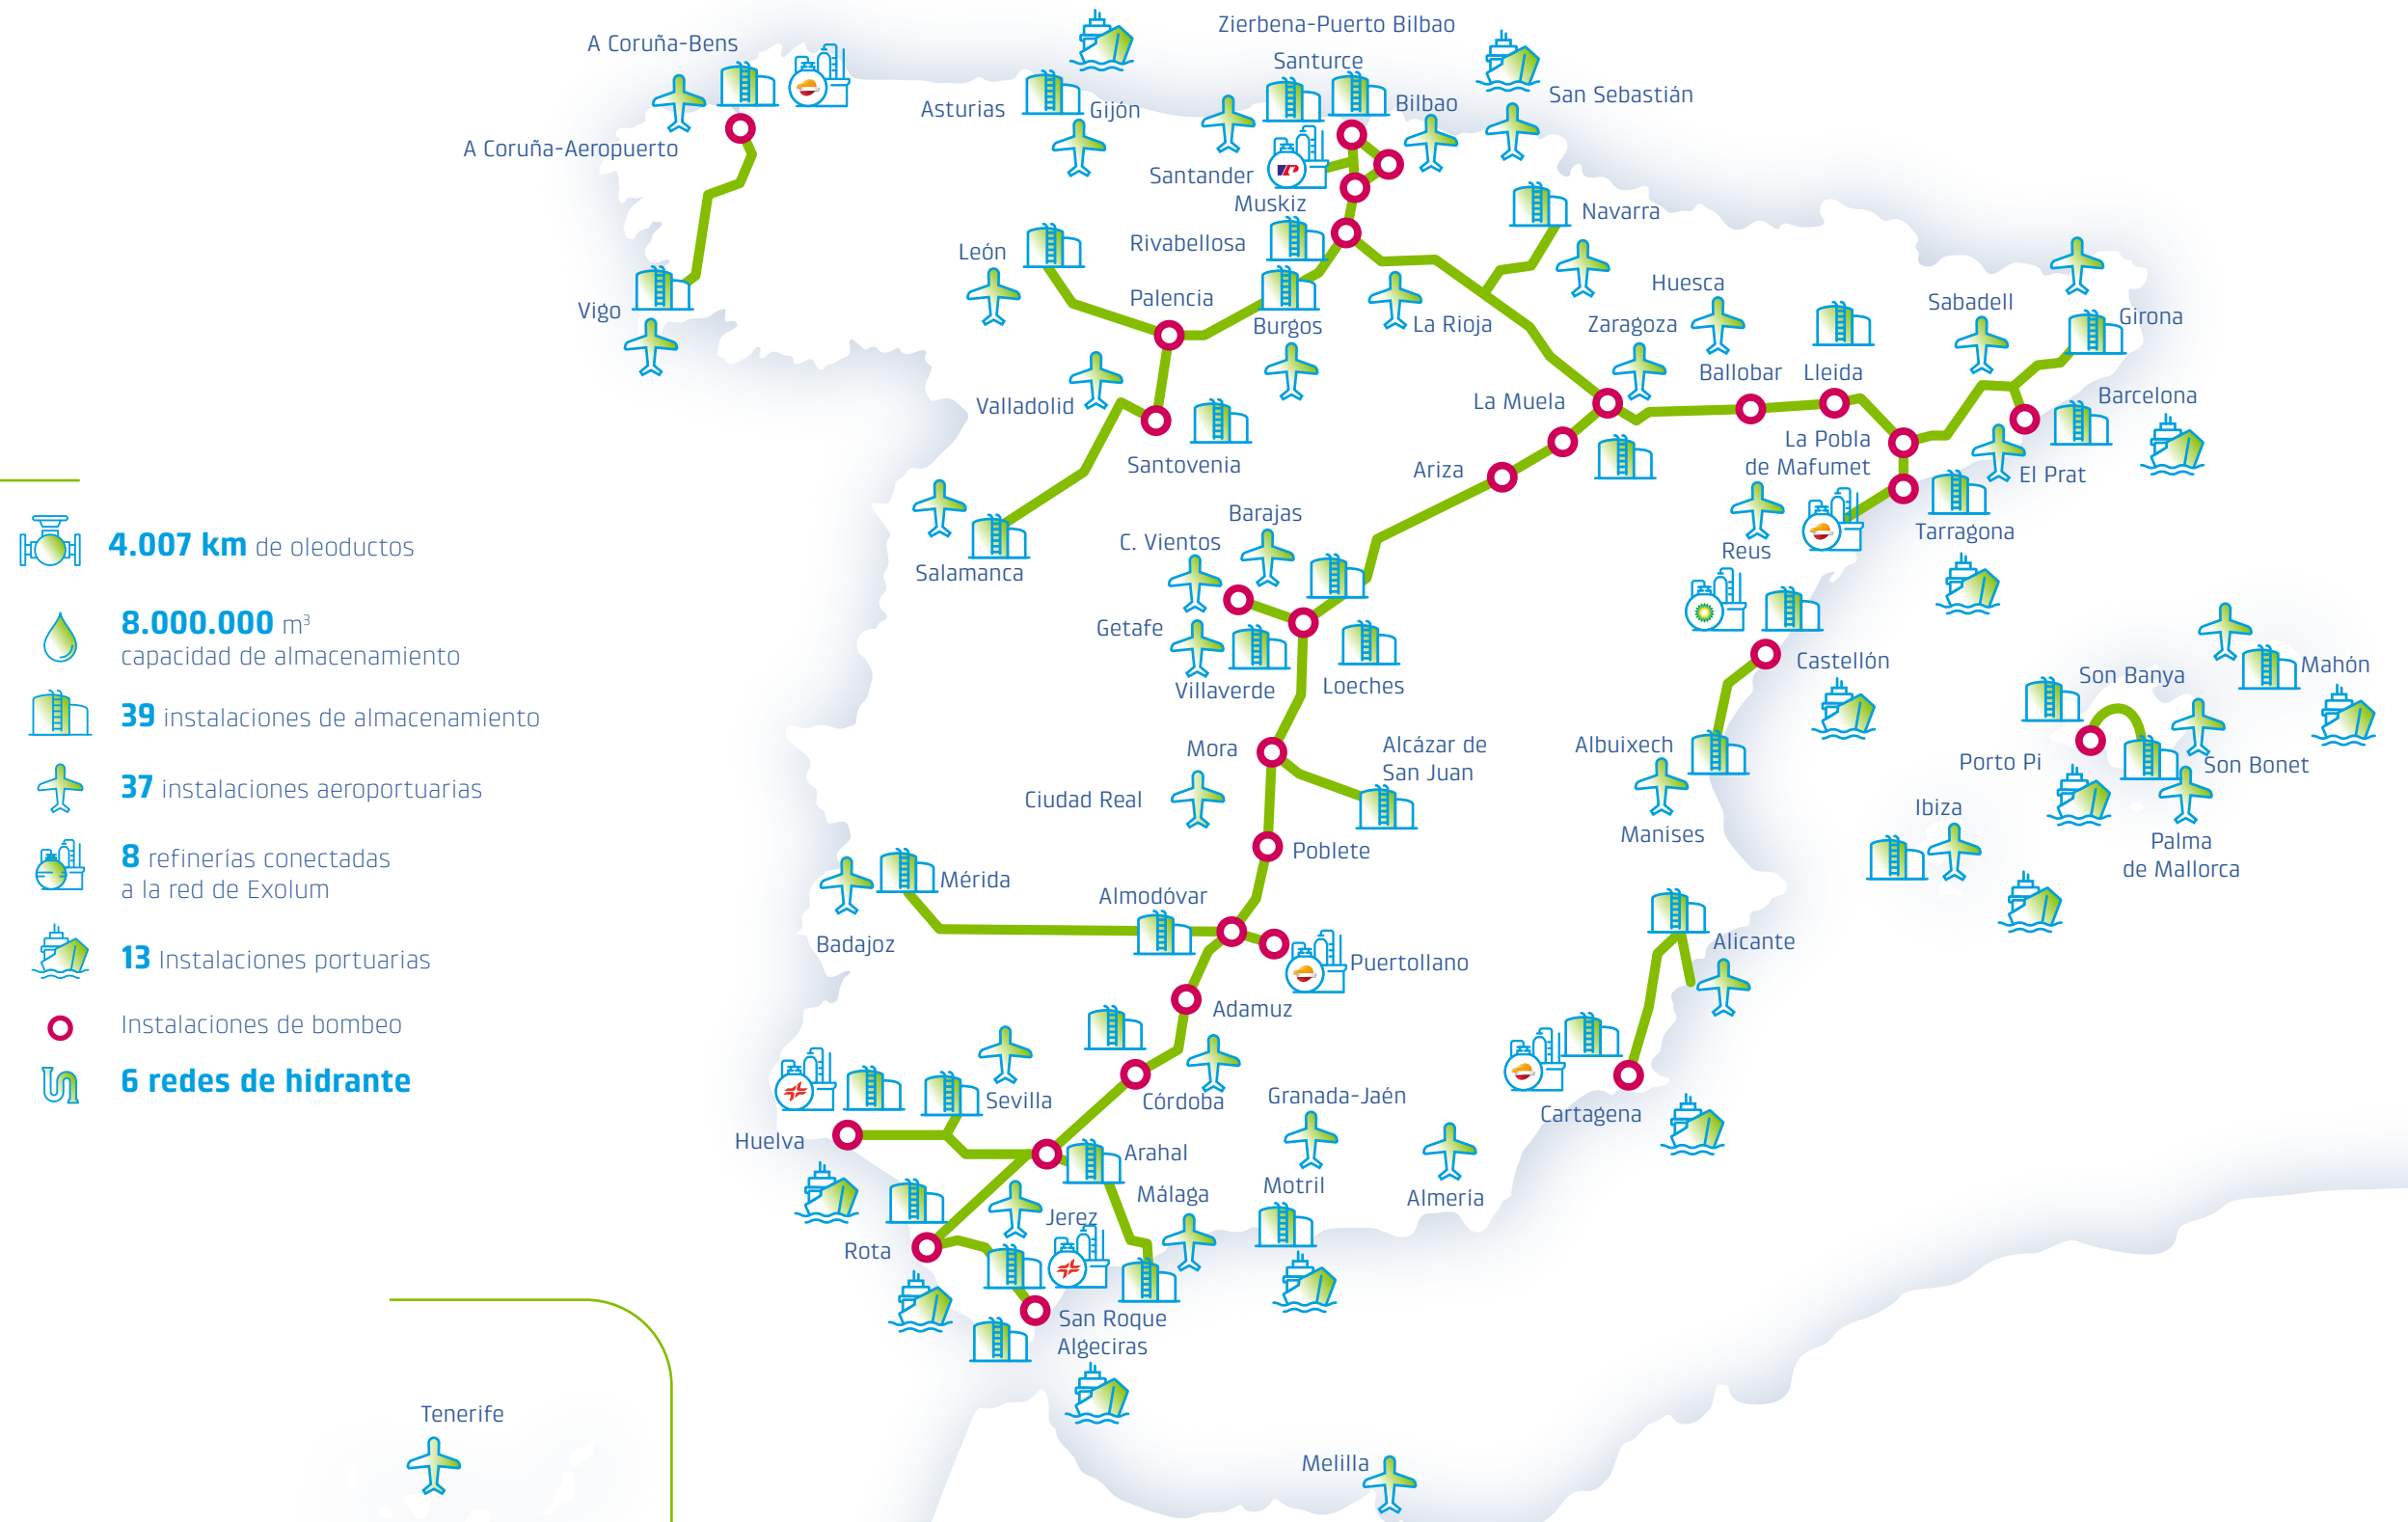 Zierbena-Puerto Bilbao
A Coruña-Bens
Santurce
San Sebastián
Asturias
Gijón
Bilbao
A Coruña-Aeropuerto
Santander
Muskiz
Navarra
Rivabellosa
León
Huesca
Palencia
Sabadell
Vigo
Burgos
La Rioja
Zaragoza
Girona
Ballobar
Lleida
Barcelona
Valladolid
La Muela
La Pobla
de Mafumet
Santovenia
Ariza
El Prat
Barajas
Tarragona
C. Vientos
Reus
Salamanca
4.007 km de oleoductos
8.000.000 m³
capacidad de almacenamiento
39 instalaciones de almacenamiento
37 instalaciones aeroportuarias
8 refinerías conectadas
a la red de Exolum
13 Instalaciones portuarias
Instalaciones de bombeo
6 redes de hidrante
Getafe
Castellón
Mahón
Son Banya
Villaverde
Loeches
Mora
Alcázar de
San Juan
Albuixech
Porto Pi
Son Bonet
Ciudad Real
Ibiza
Manises
Palma
de Mallorca
Poblete
Mérida
Almodóvar
Badajoz
Alicante
Puertollano
Adamuz
Sevilla
Córdoba
Granada-Jaén
Cartagena
Huelva
Arahal
Málaga
Motril
Almería
Jerez
Rota
San Roque
Algeciras
Tenerife
Melilla